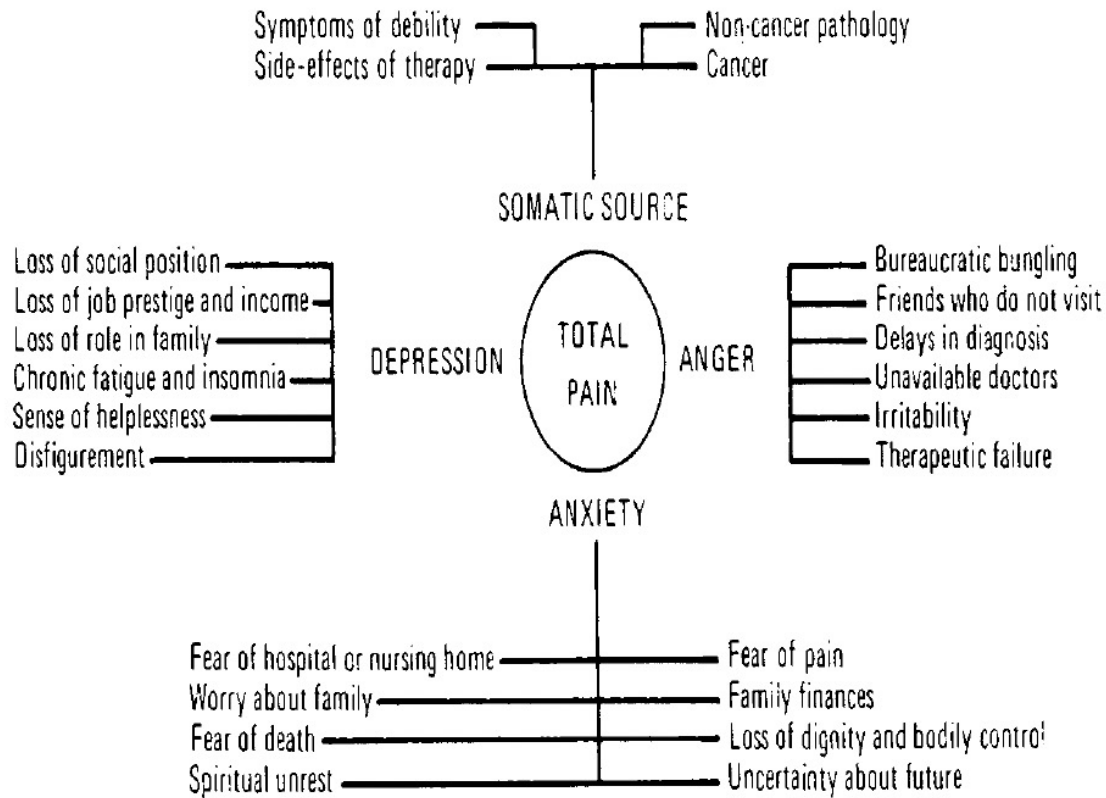 Symptoms of debility
Side-effects of therapy
Non-cancer pathology
Cancer
SOMATIC SOURCE
Loss of social position
Loss of job prestige and income
Loss of role in family
Chronic fatigue and insomnia
Sense of helplessness
Disfigurement
DEPRESSION
TOTAL
PAIN
ANGER
Bureaucratic bungling
Friends who do not visit
Delays in diagnosis
Unavailable doctors
Irritability
Therapeutic failure
ANXIETY
Fear of hospital or nursing home
Worry about family
Fear of death
Spiritual unrest
Fear of pain
Family finances
Loss of dignity and bodily control
Uncertainty about future